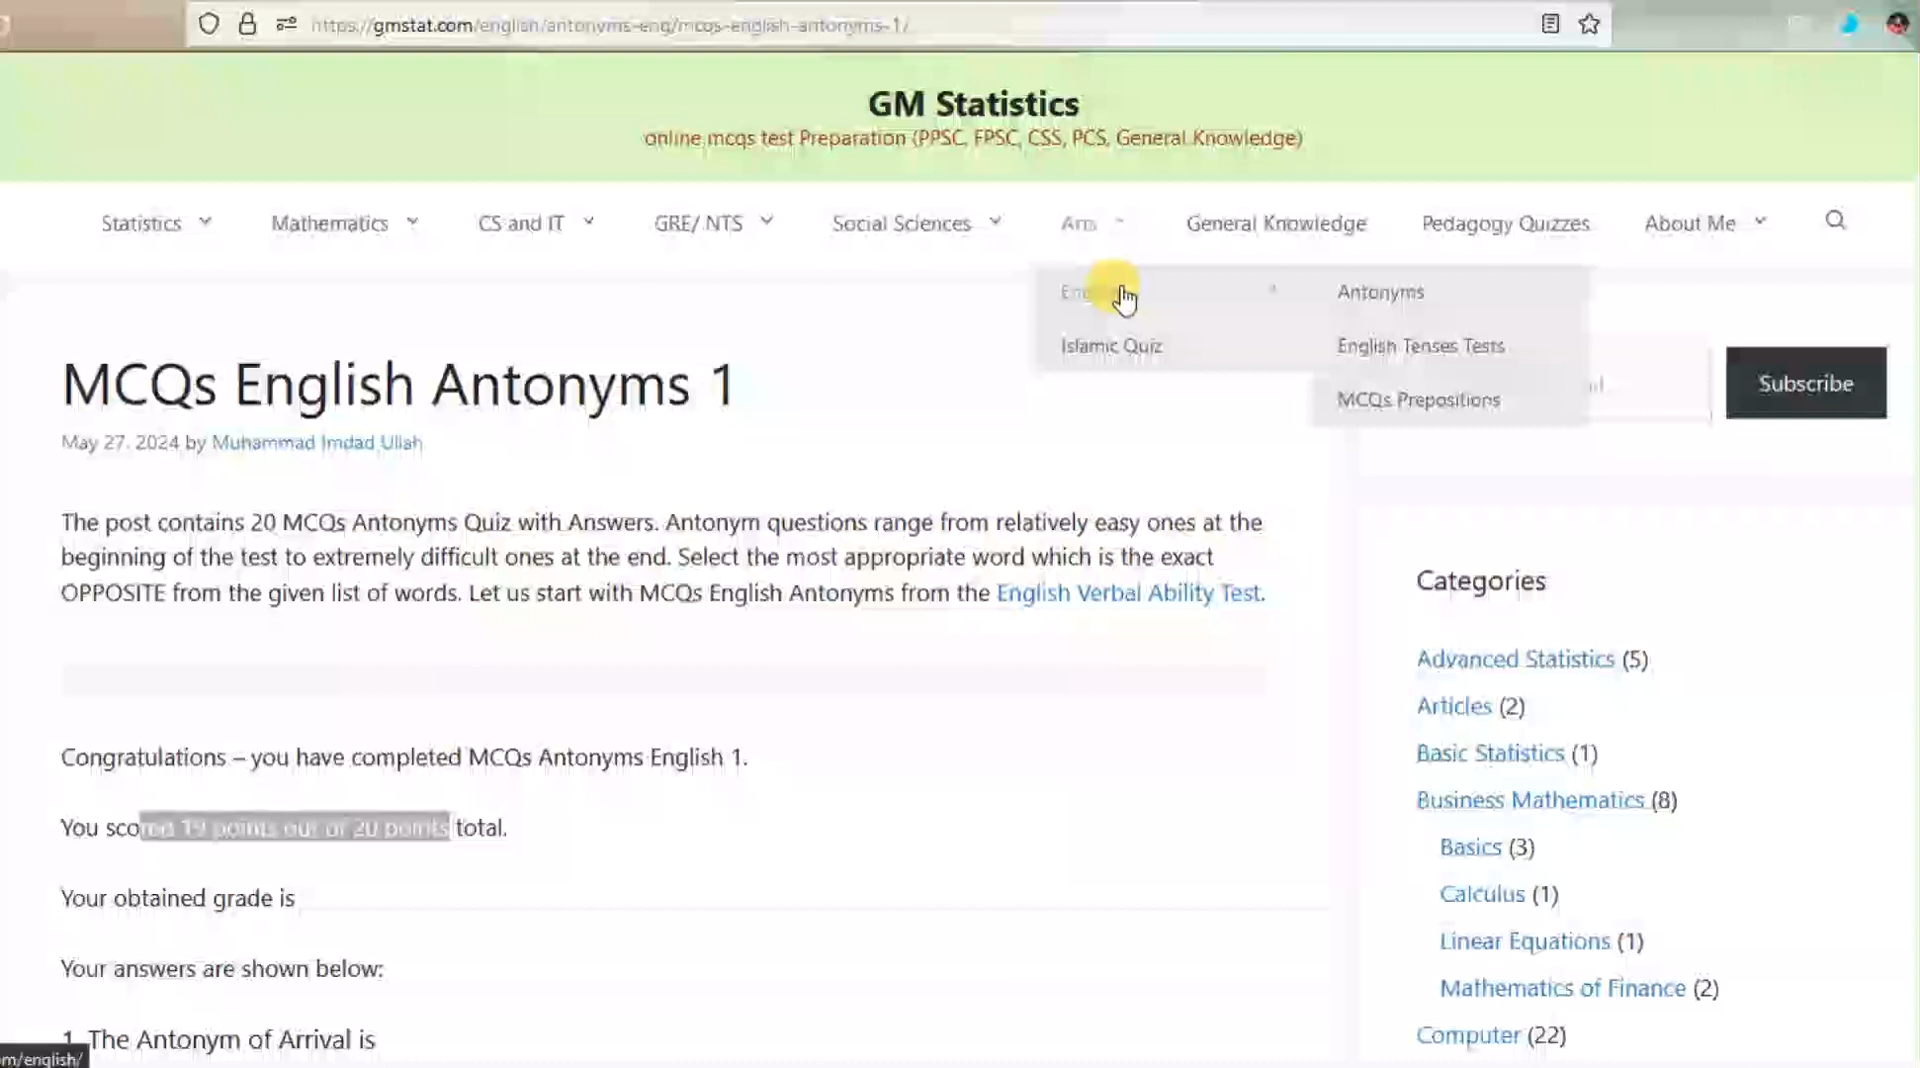 https://gmstat.com/english/antonyms-eng/mcqs-english-antonyms-1/
GM Statistics
online mcqs test Preparation (PPSC, FPSC, CSS, PCS, General Knowledge)
Statistics Mathematics CS and IT GRE/ NTS Social Sciences Arts General Knowledge Pedagogy Quizzes About Me
Antonyms
Islamic Quiz English Tenses Tests
MCQs Prepositions
Subscribe
MCQs English Antonyms 1
May 27, 2024 by Muhammad Imdad Ullah
The post contains 20 MCQs Antonyms Quiz with Answers. Antonym questions range from relatively easy ones at the
beginning of the test to extremely difficult ones at the end. Select the most appropriate word which is the exact
OPPOSITE from the given list of words. Let us start with MCQs English Antonyms from the English Verbal Ability Test.
Congratulations – you have completed MCQs Antonyms English 1.
You scored 19 points out of 20 points total.
Your obtained grade is
Your answers are shown below:
1. The Antonym of Arrival is
Categories
Advanced Statistics (5)
Articles (2)
Basic Statistics (1)
Business Mathematics (8)
Basics (3)
Calculus (1)
Linear Equations (1)
Mathematics of Finance (2)
Computer (22)
m/english/